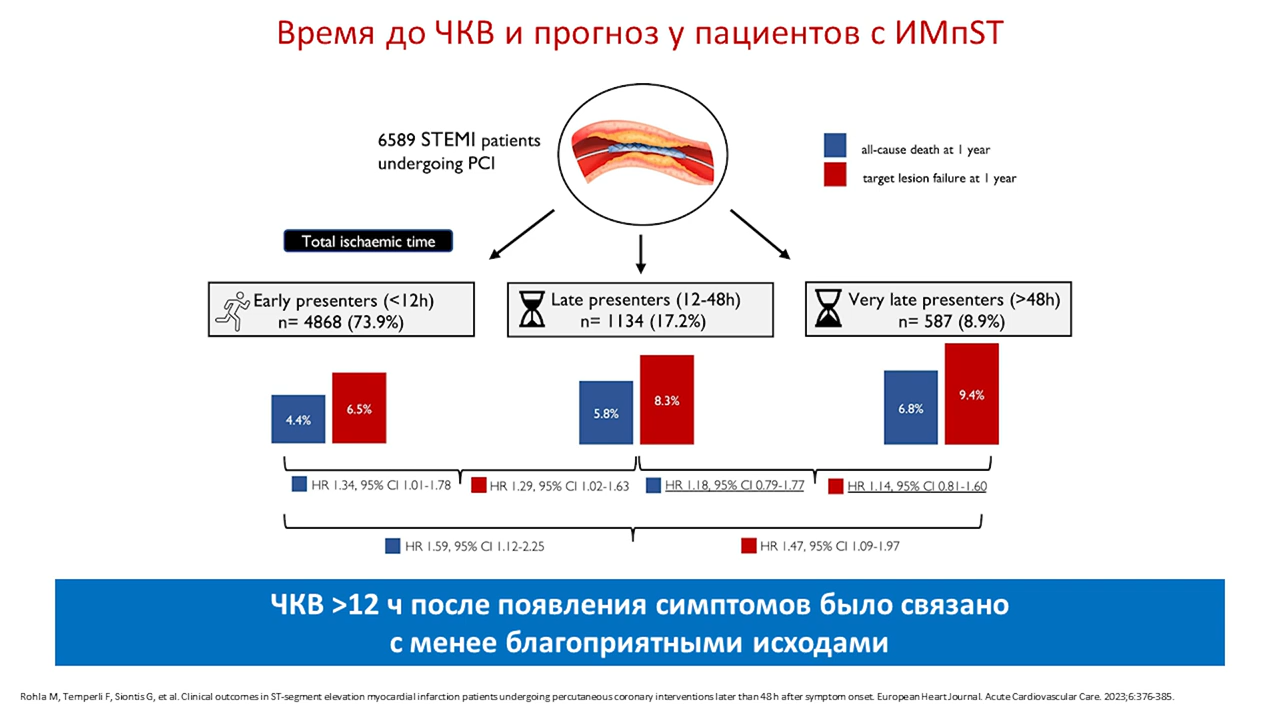 Время до ЧКВ и прогноз у пациентов с ИМпST
6589 STEMI patients
undergoing PCI
all-cause death at 1 year
target lesion failure at 1 year
Total ischaemic time
Early presenters (<12h)
n= 4868 (73.9%)
Late presenters (12-48h)
n= 1134 (17.2%)
Very late presenters (>48h)
n= 587 (8.9%)
4.4%
6.5%
5.8%
8.3%
6.8%
9.4%
HR 1.34, 95% CI 1.01-1.78
HR 1.29, 95% CI 1.02-1.63
HR 1.18, 95% CI 0.79-1.77
HR 1.14, 95% CI 0.81-1.60
HR 1.59, 95% CI 1.12-2.25
HR 1.47, 95% CI 1.09-1.97
ЧКВ >12 ч после появления симптомов было связано
с менее благоприятными исходами
Rohla M, Temperli F, Siontis G, et al. Clinical outcomes in ST-segment elevation myocardial infarction patients undergoing percutaneous coronary interventions later than 48 h after symptom onset. European Heart Journal. Acute Cardiovascular Care. 2023;6:376-385.